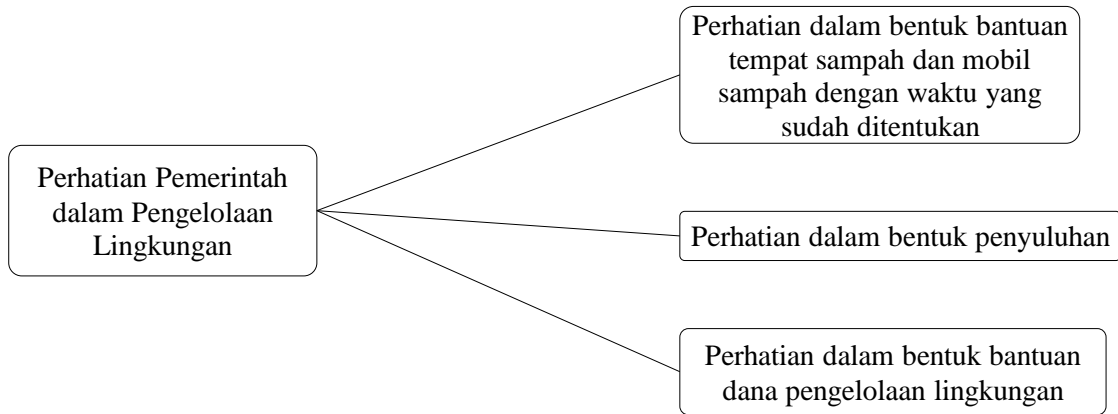 Perhatian Pemerintah
dalam Pengelolaan
Lingkungan
Perhatian dalam bentuk bantuan
tempat sampah dan mobil
sampah dengan waktu yang
sudah ditentukan
Perhatian dalam bentuk penyuluhan
Perhatian dalam bentuk bantuan
dana pengelolaan lingkungan